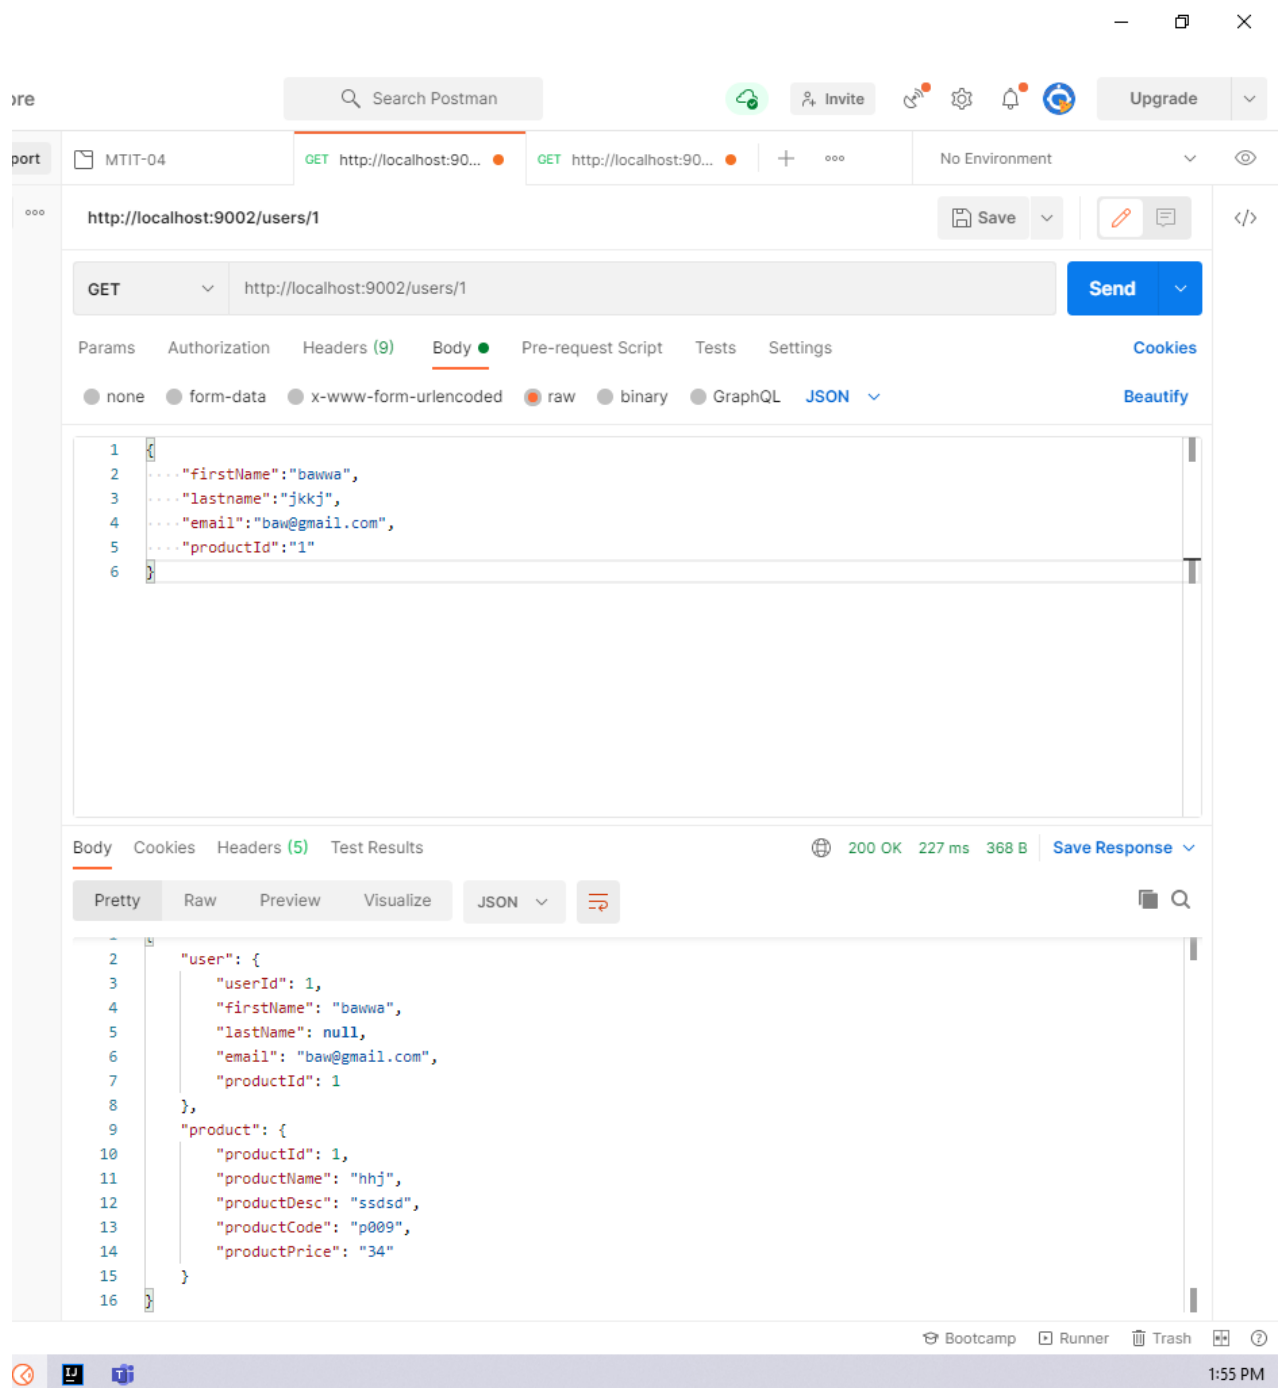 ore
Search Postman
Invite
Upgrade
port
MTIT-04
GET http://localhost:90...
GET http://localhost:90...
No Environment
http://localhost:9002/users/1
Save
</>
GET
http://localhost:9002/users/1
Send
Params Authorization Headers (9) Body Pre-request Script Tests Settings Cookies
none form-data x-www-form-urlencoded raw binary GraphQL JSON Beautify
1 {
2 "firstName":"bawwa",
3 "lastname":"jkkj",
4 "email":"baw@gmail.com",
5 "productId":"1"
6 }
Body Cookies Headers (5) Test Results 200 OK 227 ms 368 B Save Response
Pretty Raw Preview Visualize JSON
1 {
2 "user": {
3 "userId": 1,
4 "firstName": "bawwa",
5 "lastName": null,
6 "email": "baw@gmail.com",
7 "productId": 1
8 },
9 "product": {
10 "productId": 1,
11 "productName": "hhj",
12 "productDesc": "ssdsd",
13 "productCode": "p009",
14 "productPrice": "34"
15 }
16 }
Bootcamp Runner Trash
1:55 PM